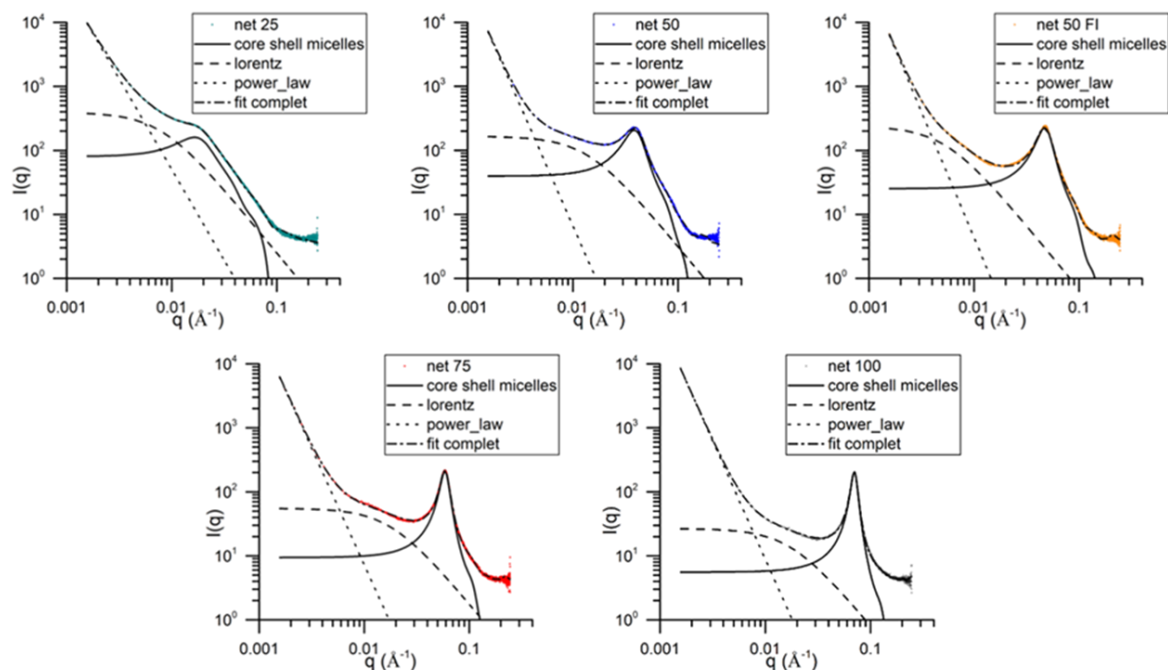 net 25
core shell micelles
lorentz
power_law
fit complet
10⁴
10³
10²
10¹
10⁰
I(q)
0.001
0.01
0.1
q (Å⁻¹)
net 50
core shell micelles
lorentz
power_law
fit complet
10⁴
10³
10²
10¹
10⁰
I(q)
0.001
0.01
0.1
q (Å⁻¹)
net 50 FI
core shell micelles
lorentz
power_law
fit complet
10⁴
10³
10²
10¹
10⁰
I(q)
0.001
0.01
0.1
q (Å⁻¹)
net 75
core shell micelles
lorentz
power_law
fit complet
10⁴
10³
10²
10¹
10⁰
I(q)
0.001
0.01
0.1
q (Å⁻¹)
net 100
core shell micelles
lorentz
power_law
fit complet
10⁴
10³
10²
10¹
10⁰
I(q)
0.001
0.01
0.1
q (Å⁻¹)